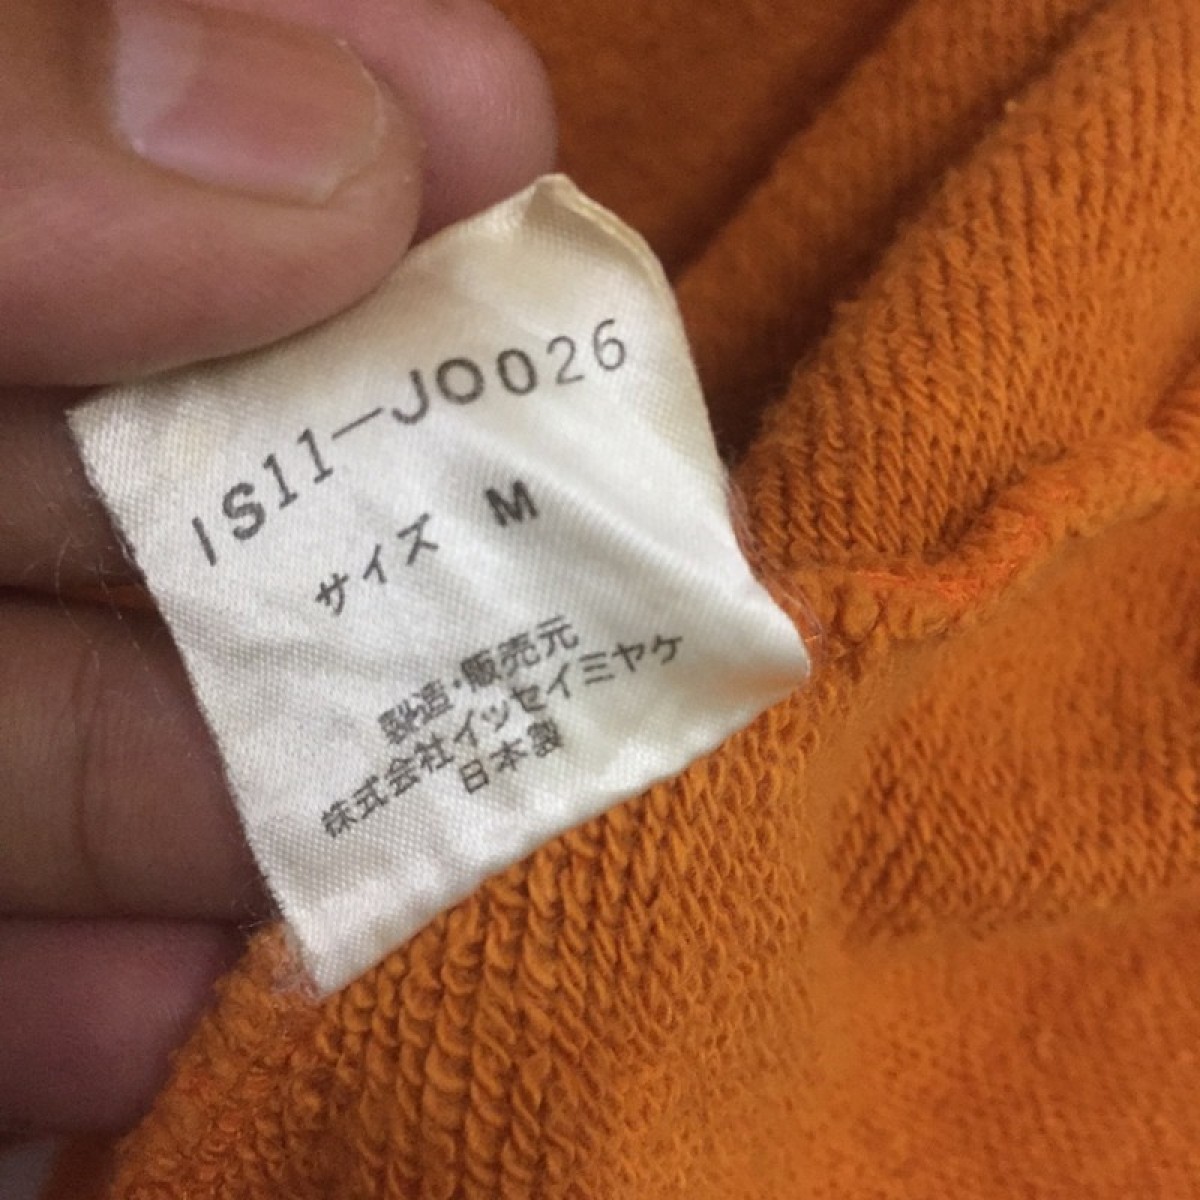 IS11-JO026
サイズ M
製造・販売元
株式会社イッセイミヤケ
日本製